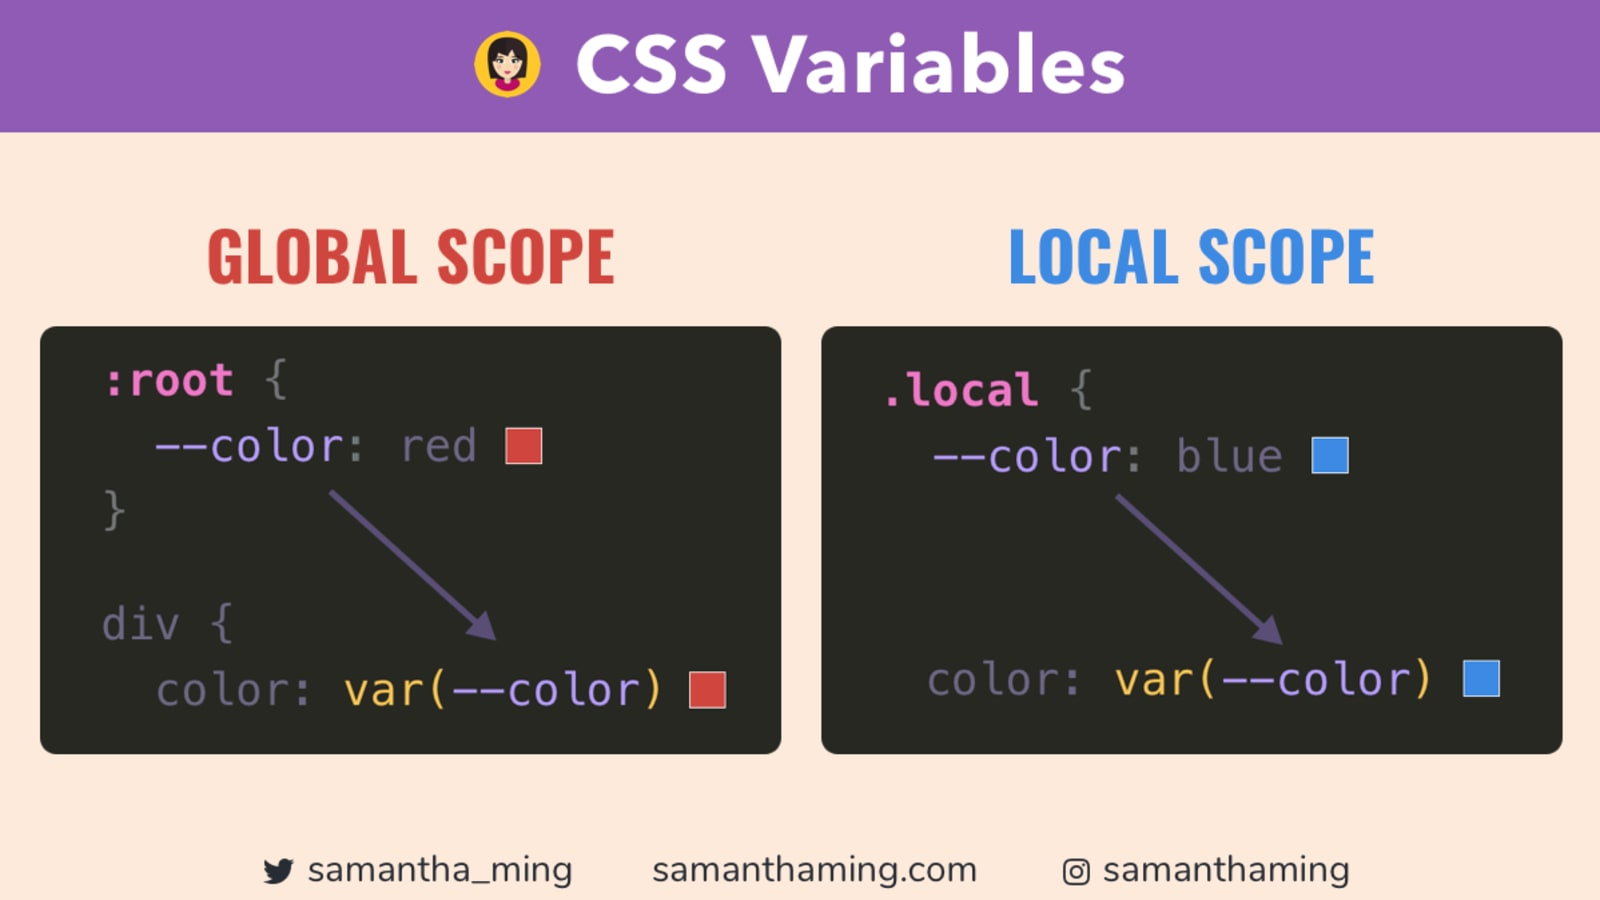 CSS Variables
GLOBAL SCOPE
:root {
--color: red
}
div {
color: var(--color)
LOCAL SCOPE
.local {
--color: blue
color: var(--color)
samantha_ming
samanthaming.com
samanthaming